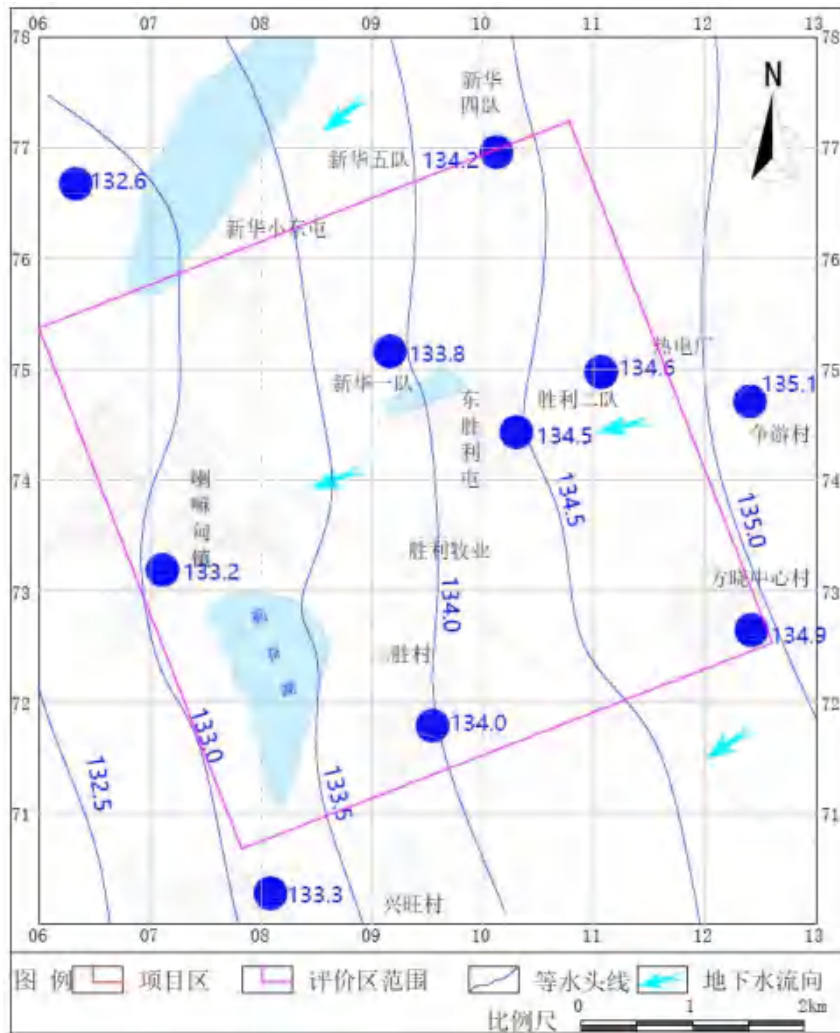 06 07 08 09 10 11 12 13
78 78
N
新华
四队
77 新华五队 134.2 77
132.6
新华小东屯
76 76
热电厂
75 133.8 134.6 75
135.1
新华一队 胜利二队
东胜利屯
134.5 争游村
74 74
喇嘛甸镇
134.5
135.0
胜利牧业
133.2
73 方晓中心村 73
134.0
134.9
胜村
72 72
134.0
133.0
132.5
133.5
71 71
133.3
兴旺村
06 07 08 09 10 11 12 13
图 例 项目区 评价区范围 等水头线 地下水流向
比例尺 0 1 2km